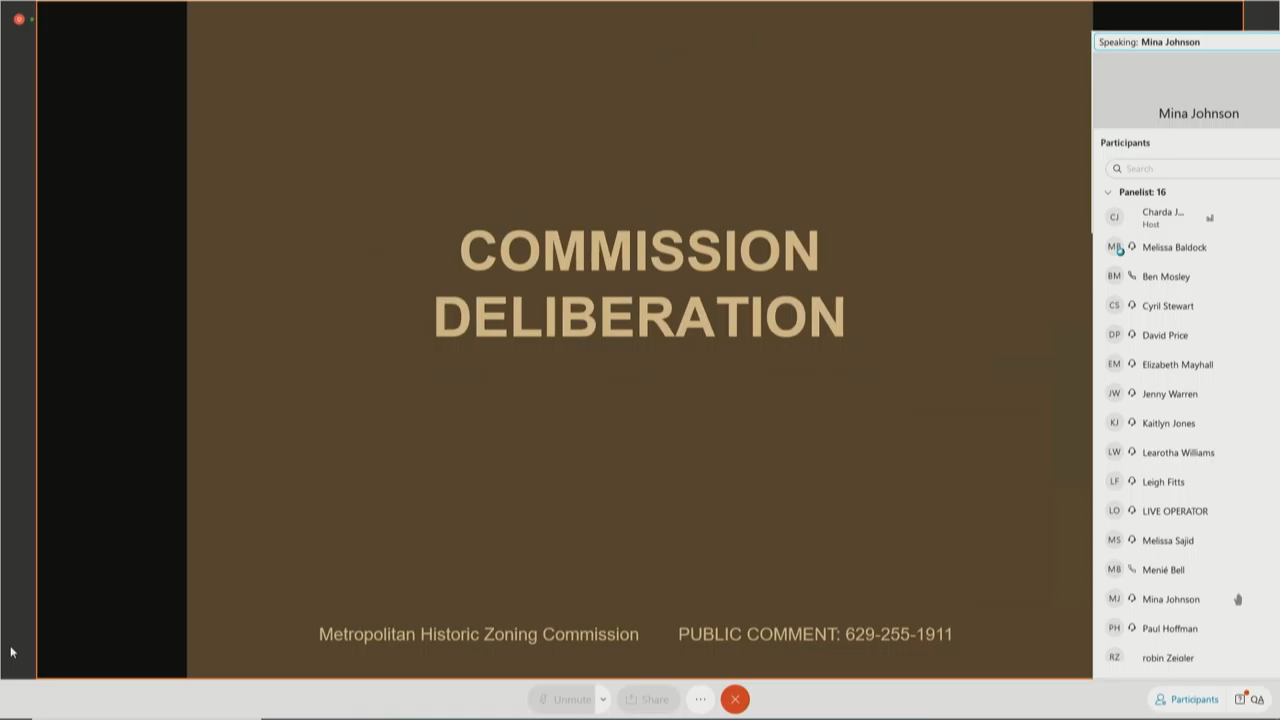 Speaking: Mina Johnson
Mina Johnson
Participants
Search
Panelist: 16
CJ Charda J...
Host
MB Melissa Baldock
BM Ben Mosley
CS Cyril Stewart
DP David Price
EM Elizabeth Mayhall
JW Jenny Warren
KJ Kaitlyn Jones
LW Learotha Williams
LF Leigh Fitts
LO LIVE OPERATOR
MS Melissa Sajid
MB Menié Bell
MJ Mina Johnson
PH Paul Hoffman
RZ robin Zeigler
COMMISSION
DELIBERATION
Metropolitan Historic Zoning Commission PUBLIC COMMENT: 629-255-1911
Unmute Share Participants QA